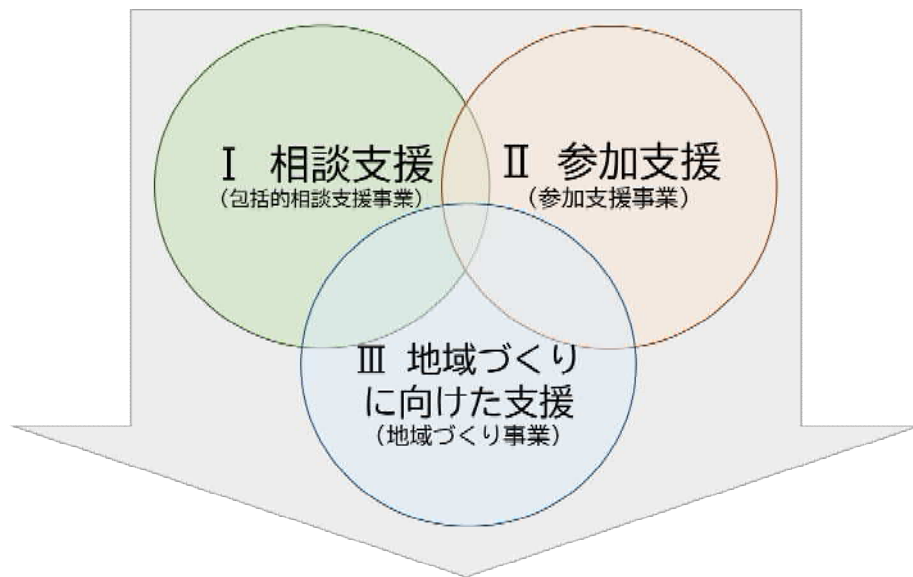 Ⅰ 相談支援
（包括的相談支援事業）
Ⅱ 参加支援
（参加支援事業）
Ⅲ 地域づくり
に向けた支援
（地域づくり事業）